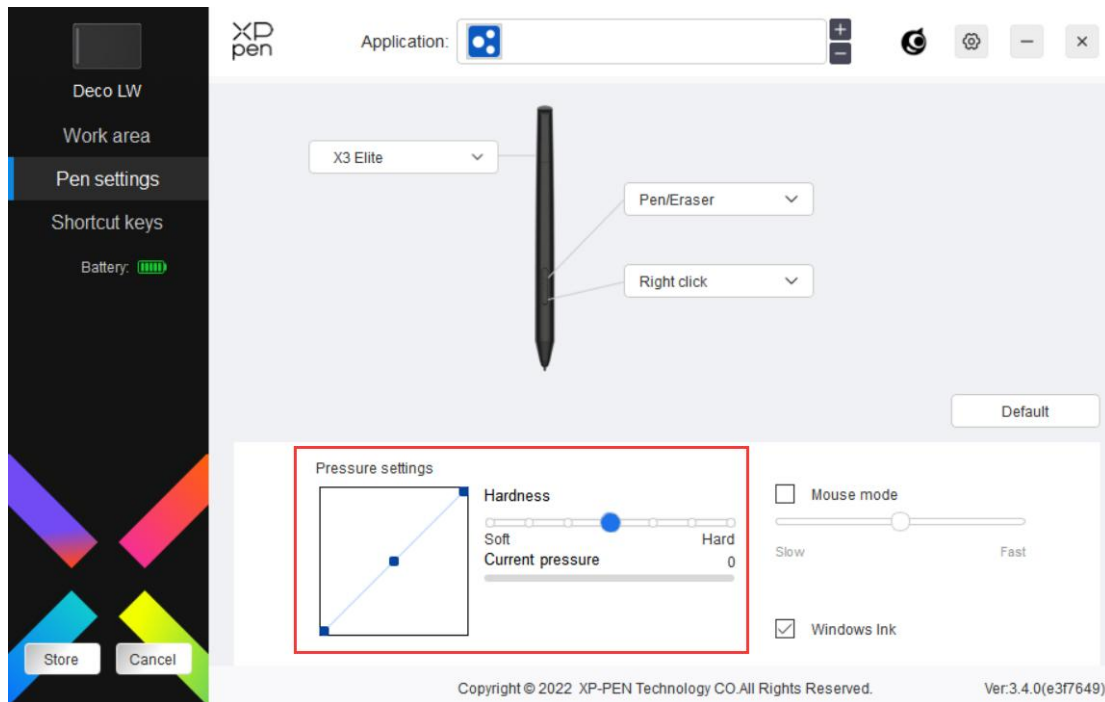 XP
pen
Application:
Deco LW
Work area
Pen settings
Shortcut keys
Battery:
X3 Elite
Pen/Eraser
Right click
Default
Pressure settings
Hardness
Soft Hard
Current pressure 0
Mouse mode
Slow Fast
Windows Ink
Store Cancel
Copyright © 2022 XP-PEN Technology CO.All Rights Reserved. Ver:3.4.0(e3f7649)